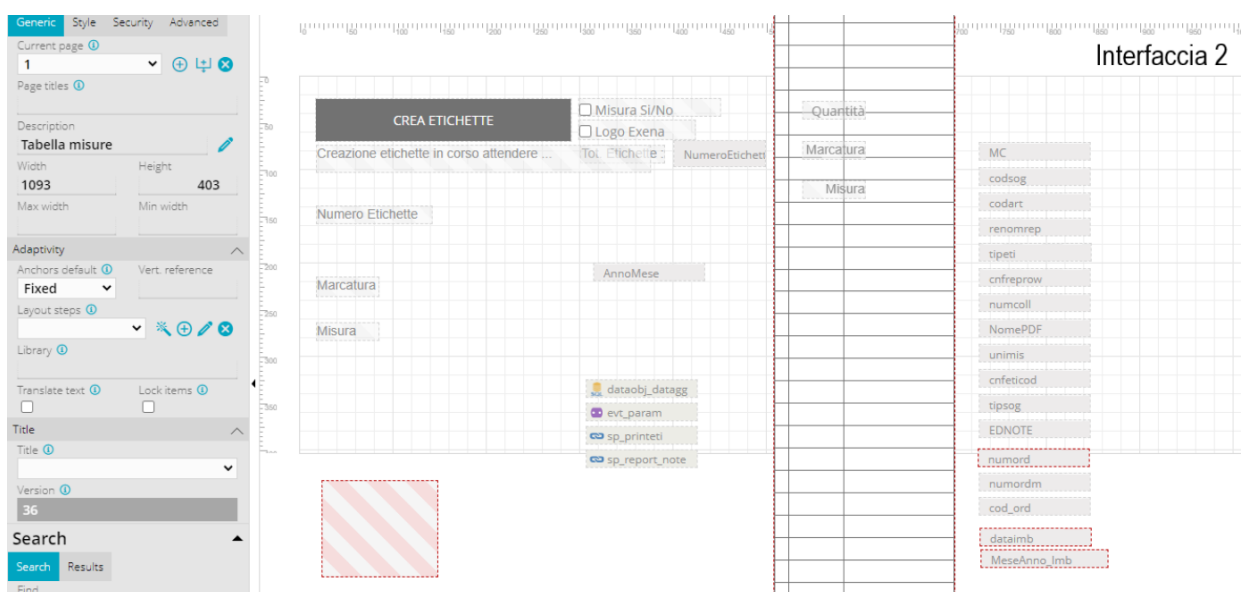 Generic Style Security Advanced
Current page
1
Page titles
Description
Tabella misure
Width Height
1093 403
Max width Min width
Adaptivity
Anchors default Vert. reference
Fixed
Layout steps
Library
Translate text Lock items
Title
Title
Version
36
Search
Search Results
Find
Interfaccia 2
CREA ETICHETTE
Misura Si/No
Logo Exena
Creazione etichette in corso attendere ...
Tot. Etichette :
NumeroEtichett
Numero Etichette
AnnoMese
Marcatura
Misura
dataobj_datagg
evt_param
sp_printeti
sp_report_note
Quantità
Marcatura
Misura
MC
codsog
codart
renomrep
tipeti
cnfreprow
numcoll
NomePDF
unimis
cnfeticod
tipsog
EDNOTE
numord
numordm
cod_ord
dataimb
MeseAnno_Imb